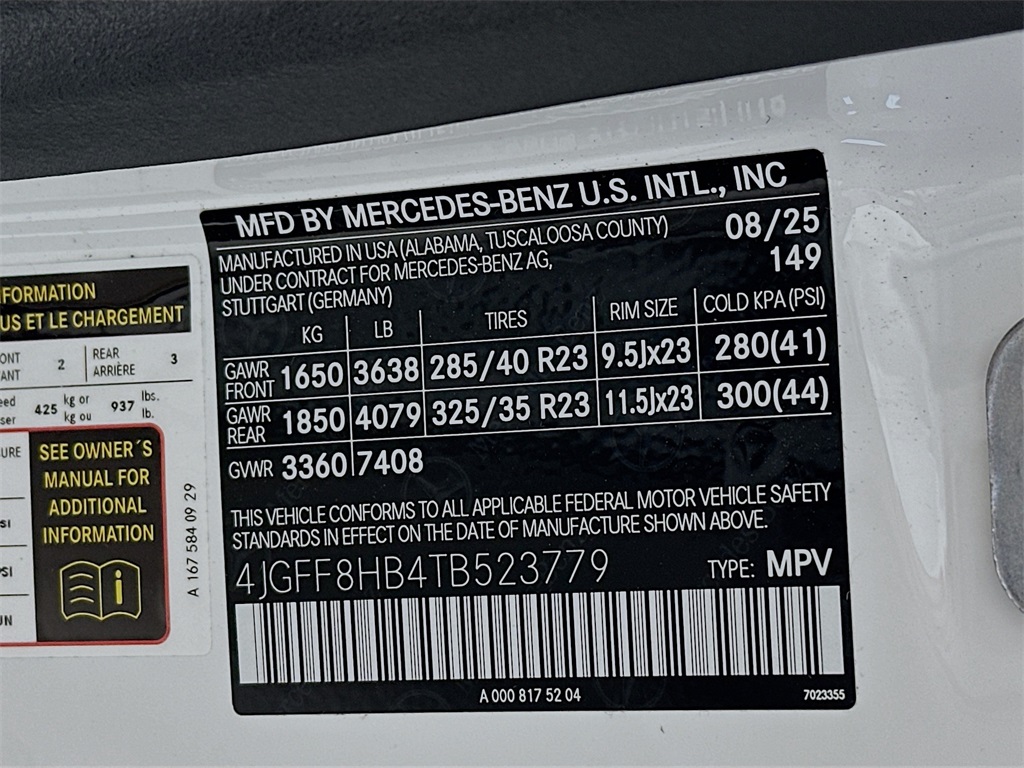 MFD BY MERCEDES-BENZ U.S. INTL., INC
MANUFACTURED IN USA (ALABAMA, TUSCALOOSA COUNTY)
UNDER CONTRACT FOR MERCEDES-BENZ AG,
STUTTGART (GERMANY)
08/25
149
KG LB TIRES RIM SIZE COLD KPA (PSI)
GAWR FRONT 1650 3638 285/40 R23 9.5Jx23 280(41)
GAWR REAR 1850 4079 325/35 R23 11.5Jx23 300(44)
GVWR 3360 7408
THIS VEHICLE CONFORMS TO ALL APPLICABLE FEDERAL MOTOR VEHICLE SAFETY
STANDARDS IN EFFECT ON THE DATE OF MANUFACTURE SHOWN ABOVE.
4JGFF8HB4TB523779 TYPE: MPV
A 000 817 52 04
7023355
FORMATION
US ET LE CHARGEMENT
2 REAR 3
ARRIÈRE
425 kg or 937 lbs.
kg ou lb.
SEE OWNER´S
MANUAL FOR
ADDITIONAL
INFORMATION
A 167 584 09 29